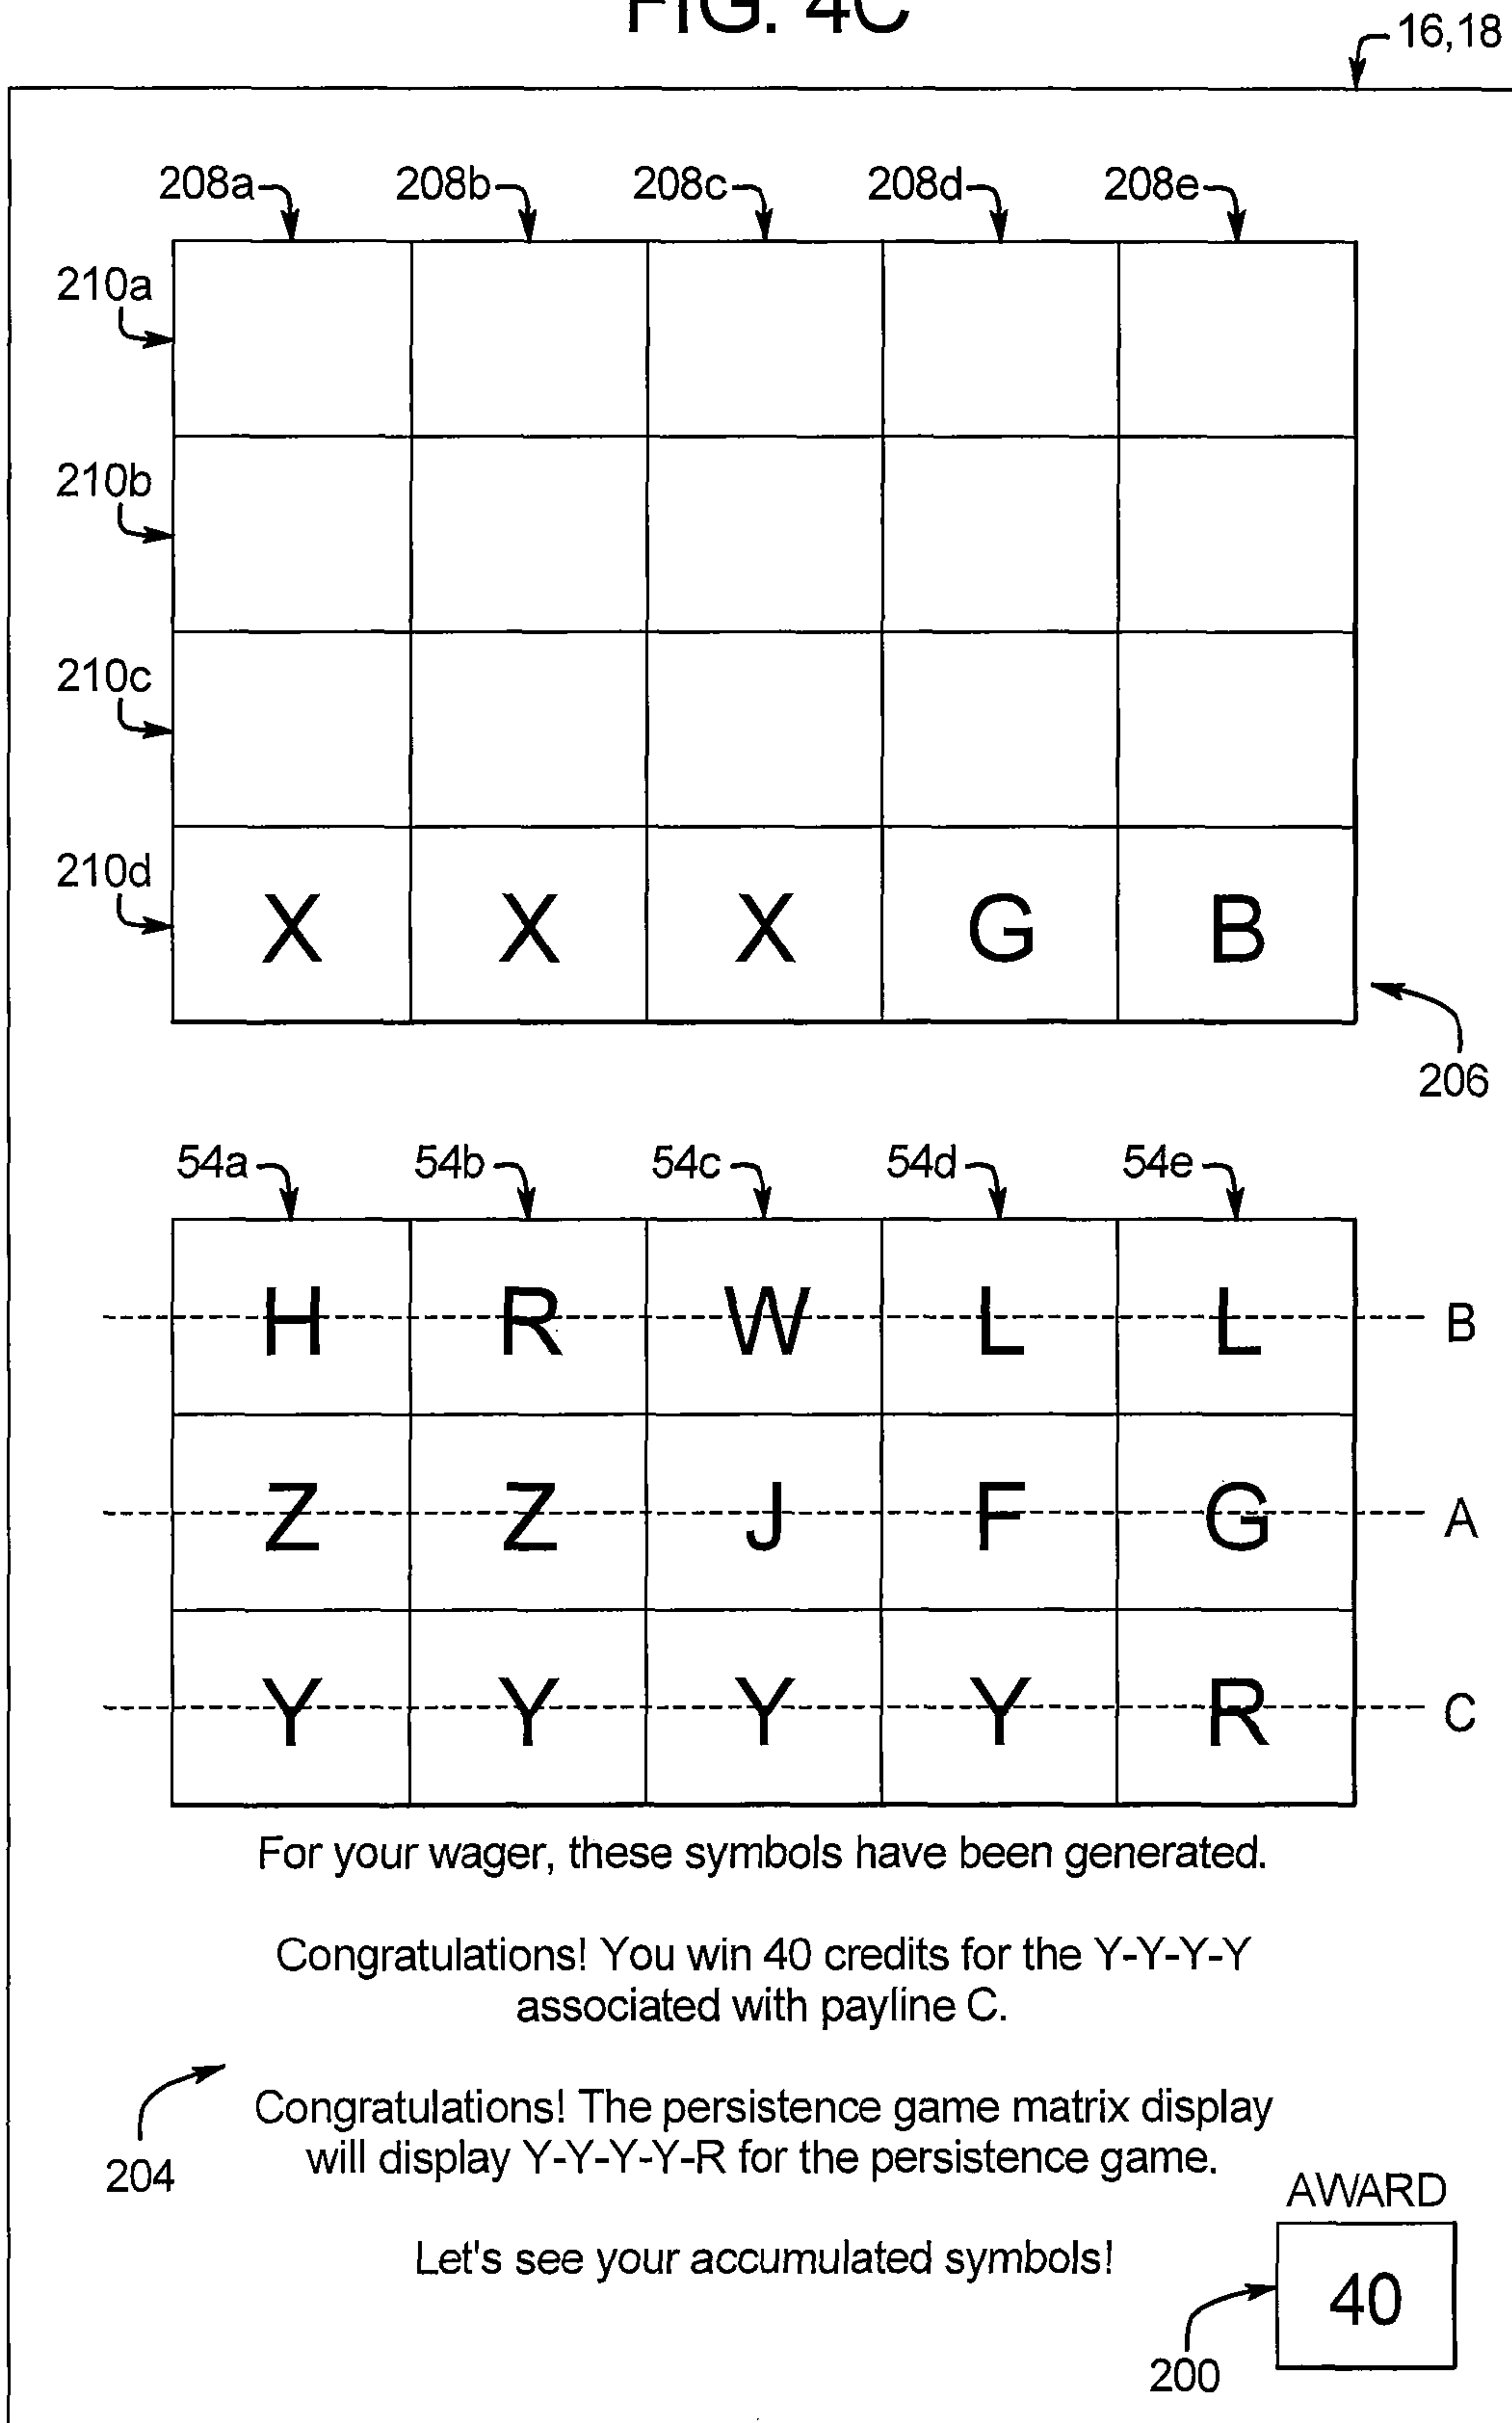 FIG. 4C
16,18
208a 208b 208c 208d 208e
210a
210b
210c
210d
X X X G B
206
54a 54b 54c 54d 54e
H R W L L B
Z Z J F G A
Y Y Y Y R C
For your wager, these symbols have been generated.
Congratulations! You win 40 credits for the Y-Y-Y-Y
associated with payline C.
204
Congratulations! The persistence game matrix display
will display Y-Y-Y-Y-R for the persistence game.
Let's see your accumulated symbols!
AWARD
40
200